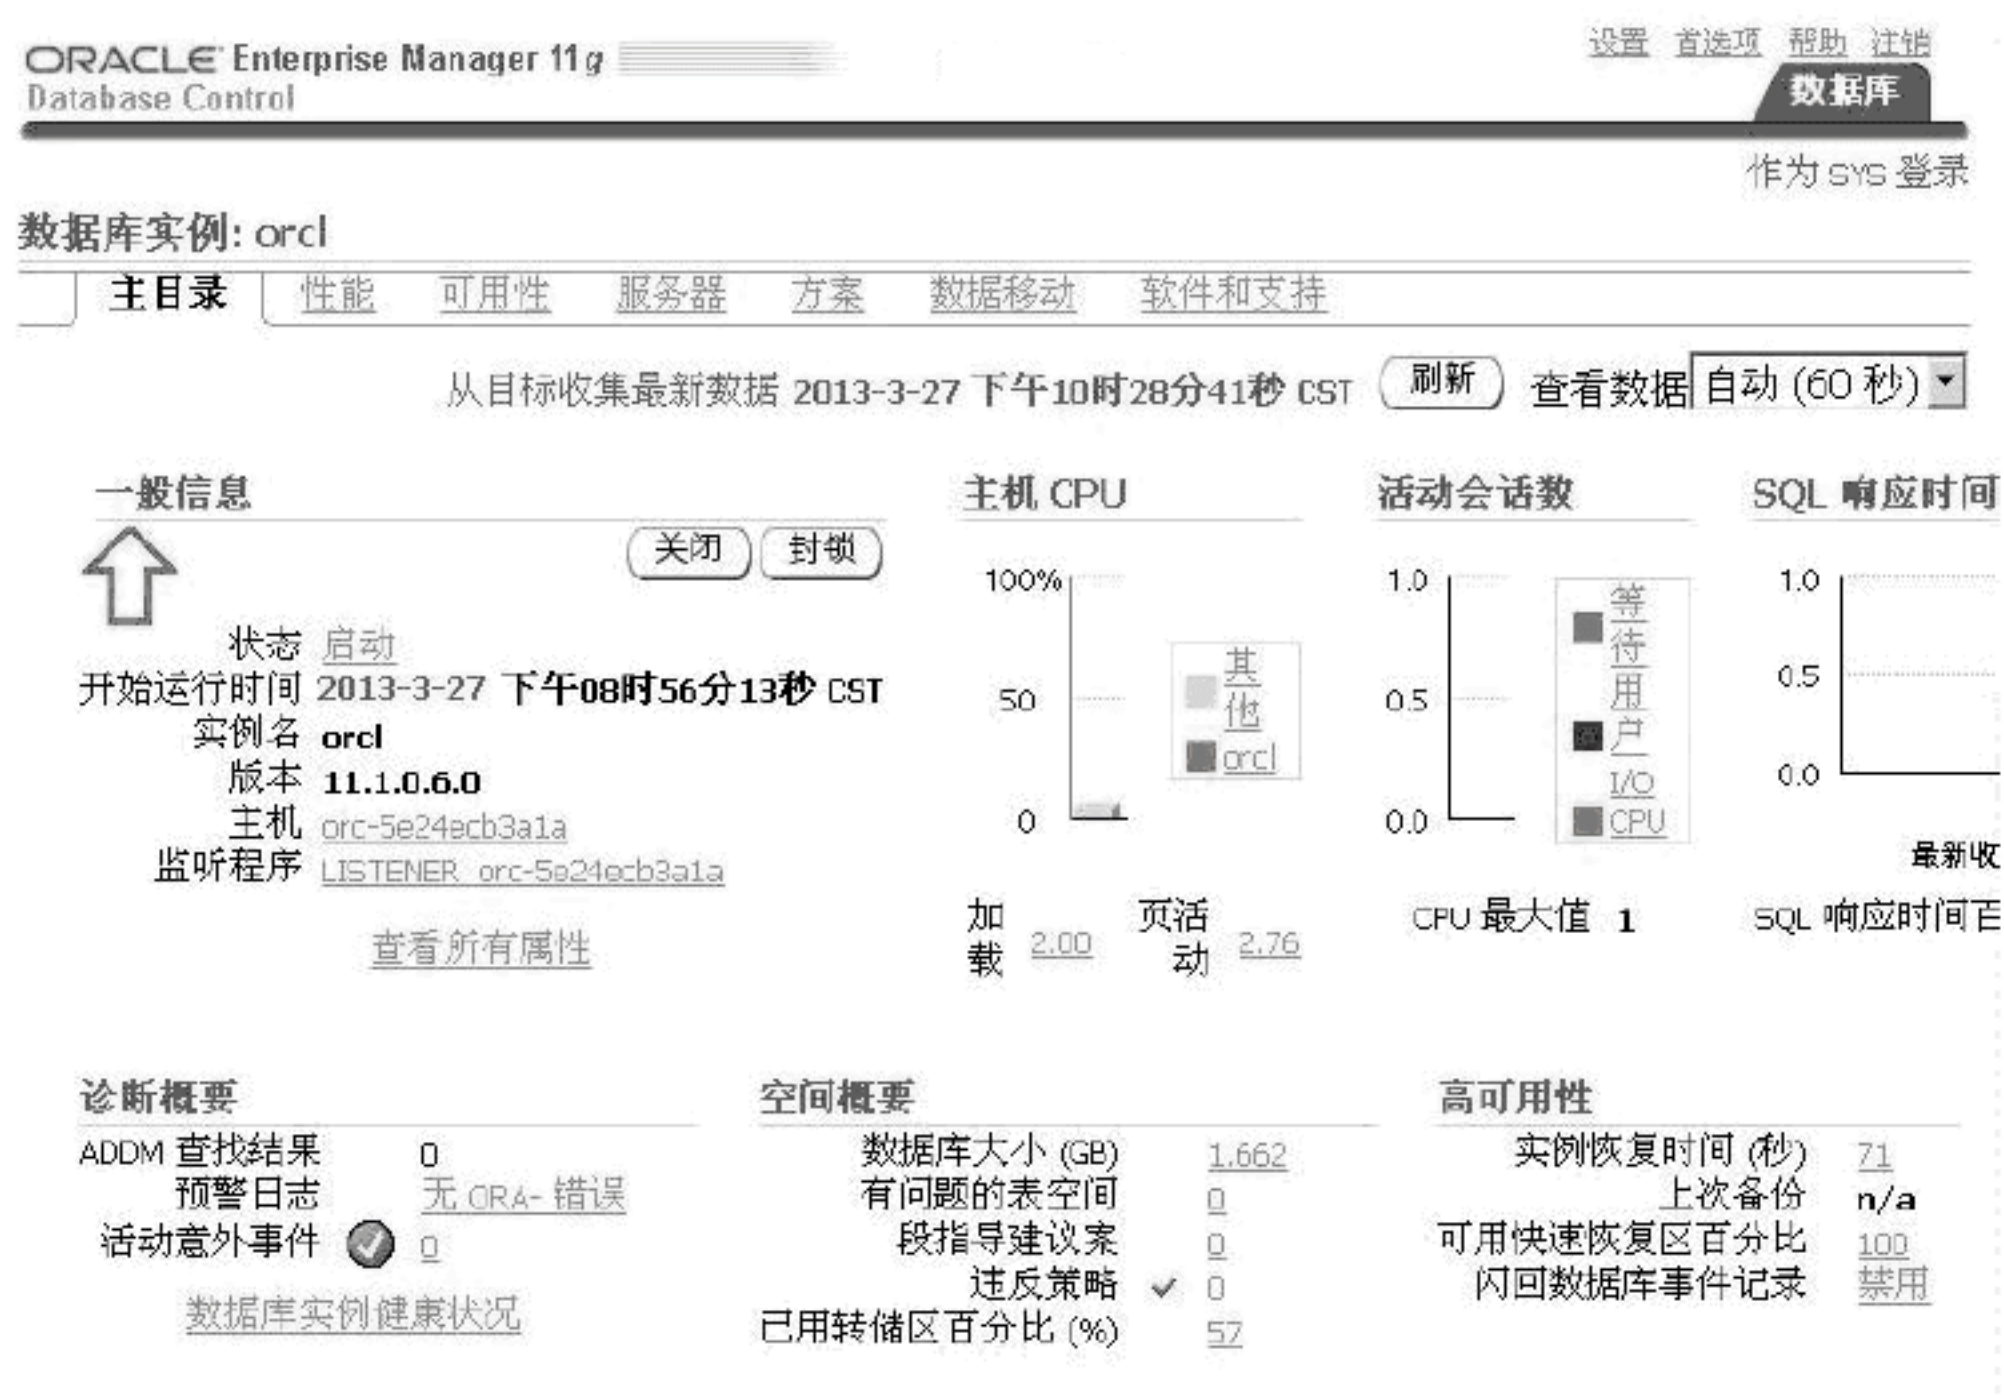 ORACLE Enterprise Manager 11g
Database Control
设置 首选项 帮助 注销
数据库
作为 SYS 登录
数据库实例: orcl
主目录 性能 可用性 服务器 方案 数据移动 软件和支持
从目标收集最新数据 2013-3-27 下午10时28分41秒 CST 刷新 查看数据 自动 (60 秒)
一般信息
关闭 封锁
状态 启动
开始运行时间 2013-3-27 下午08时56分13秒 CST
实例名 orcl
版本 11.1.0.6.0
主机 orc-5e24ecb3a1a
监听程序 LISTENER_orc-5e24ecb3a1a
查看所有属性
主机 CPU
100%
50
0
其他
orcl
加载 2.00 页活动 2.76
活动会话数
1.0
0.5
0.0
等待
用户
I/O
CPU
CPU 最大值 1
SQL 响应时间
1.0
0.5
0.0
最新收
SQL 响应时间百
诊断概要
ADDM 查找结果 0
预警日志 无 ORA- 错误
活动意外事件 0
数据库实例健康状况
空间概要
数据库大小 (GB) 1.662
有问题的表空间 0
段指导建议案 0
违反策略 0
已用转储区百分比 (%) 57
高可用性
实例恢复时间 (秒) 71
上次备份 n/a
可用快速恢复区百分比 100
闪回数据库事件记录 禁用